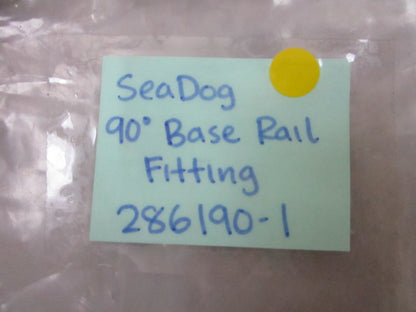 SeaDog
90° Base Rail
Fitting
286190-1